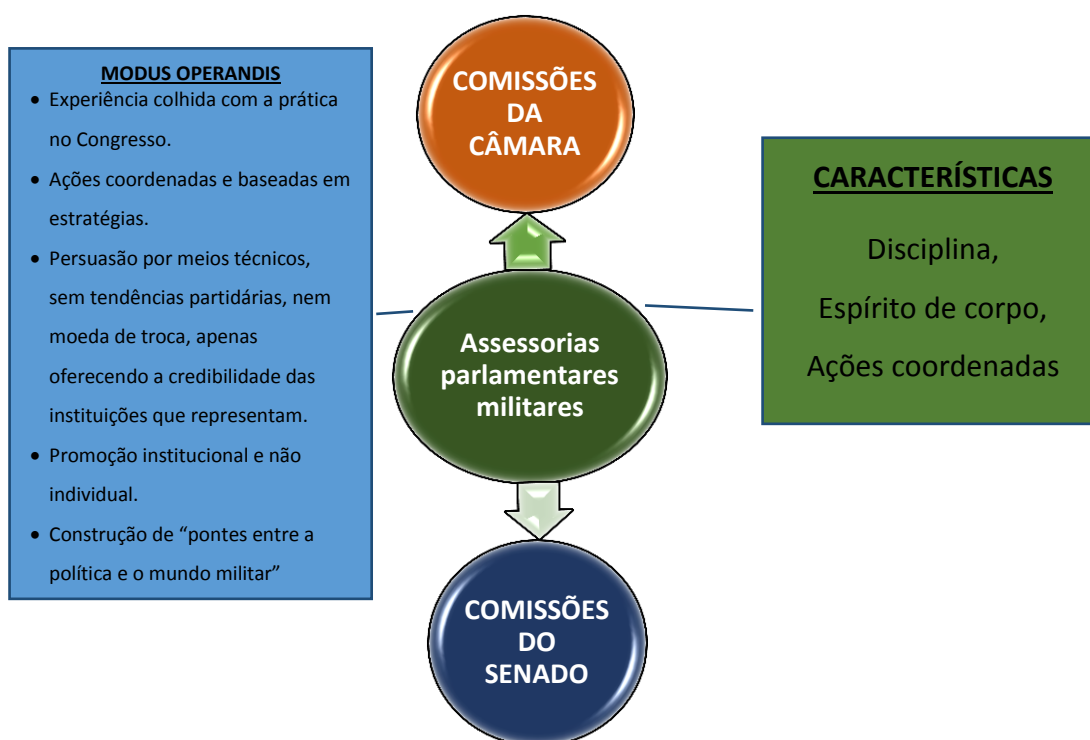 MODUS OPERANDIS
• Experiência colhida com a prática
no Congresso.
• Ações coordenadas e baseadas em
estratégias.
• Persuasão por meios técnicos,
sem tendências partidárias, nem
moeda de troca, apenas
oferecendo a credibilidade das
instituições que representam.
• Promoção institucional e não
individual.
• Construção de “pontes entre a
política e o mundo militar”
COMISSÕES
DA
CÂMARA
Assessorias
parlamentares
militares
COMISSÕES
DO
SENADO
CARACTERÍSTICAS
Disciplina,
Espírito de corpo,
Ações coordenadas